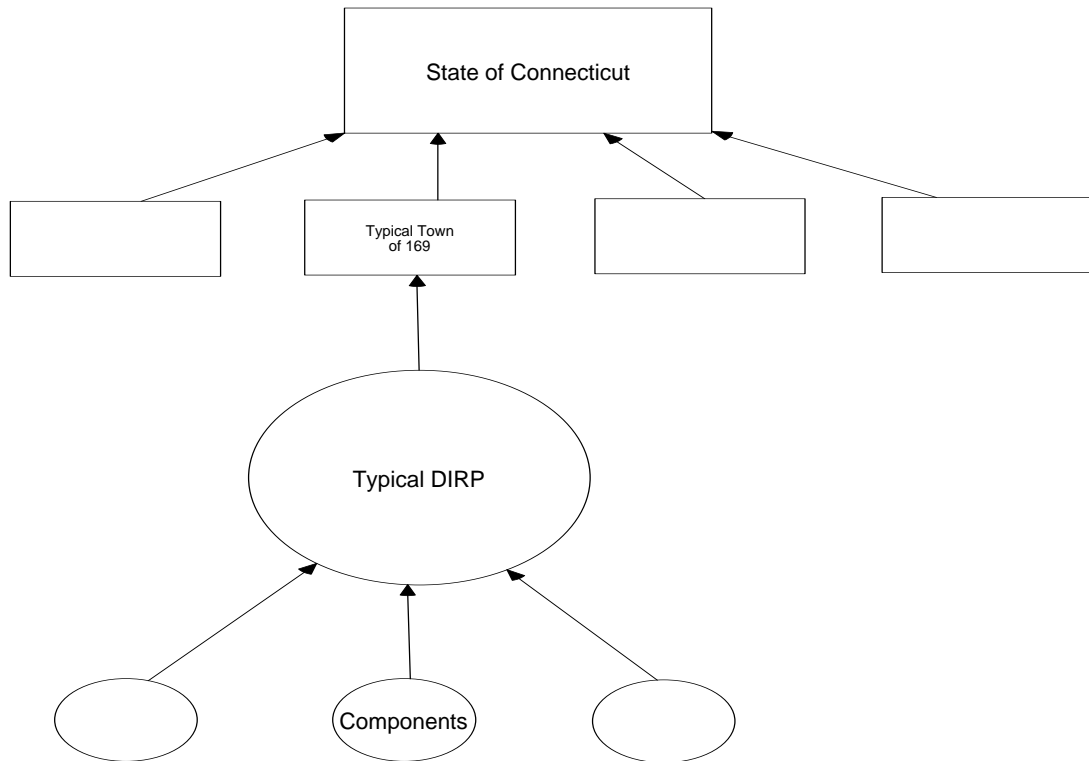 State of Connecticut
Typical Town
of 169
Typical DIRP
Components